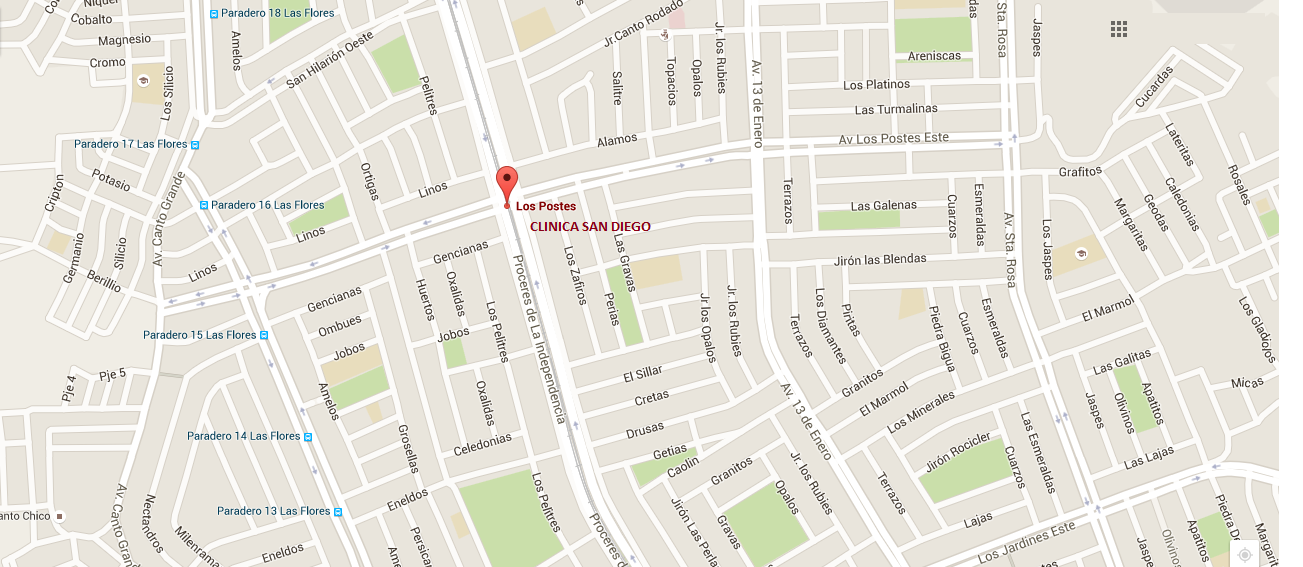 Niquel
Paradero 18 Las Flores
Cobalto
Magnesio
Amelos
San Hilarión Oeste
Jr.Canto Rodado
Jr. los Rubies
Av. Sta. Rosa
Jaspes
Cromo
Los Silicio
Pelitres
Salitre
Topacios
Opalos
Av. 13 de Enero
Areniscas
Los Platinos
Cucardas
Las Turmalinas
Paradero 17 Las Flores
Alamos
Av Los Postes Este
Lateritas
Potasio
Ortigas
Linos
Grafitos
Cripton
Paradero 16 Las Flores
Los Postes
CLINICA SAN DIEGO
Terrazos
Las Galenas
Cuarzos
Esmeraldas
Margaritas
Geodas
Caledonias
Rosales
Av. Canto Grande
Linos
Germanio
Silicio
Gencianas
Las Gravas
Los Zafiros
Av. Sta. Rosa
Los Jaspes
Berillio
Linos
Huertos
Oxalidas
Proceres de La Independencia
Jirón las Blendas
Gencianas
Los Pelitres
Perias
Jr. los Opalos
Jr. los Rubies
Los Diamantes
Piritas
Terrazos
Piedra Bigua
Cuarzos
Esmeraldas
El Marmol
Los Gladiolos
Paradero 15 Las Flores
Ombues
Jobos
Jobos
Pje 4
Pje 5
Amelos
Oxalidas
El Sillar
Cretas
Granitos
Las Galitas
Micas
El Marmol
Av. 13 de Enero
Los Minerales
Jaspes
Olivinos
Apatitos
Paradero 14 Las Flores
Grosellas
Celedonias
Drusas
Getias
Caolin
Granitos
Jr. los Rubies
Jirón Rocicler
Cuarzos
Las Esmeraldas
Las Lajas
Av. Canto Grande
Nectandros
Eneldos
Los Pelitres
Opalos
Terrazos
Paradero 13 Las Flores
anto Chico
Milenrama
Eneldos
Persica
Proceres d
Jirón Las Perla
Gravas
Lajas
Los Jardines Este
Jaspe
Olivinos
Apatitos
Piedra De
Margarit